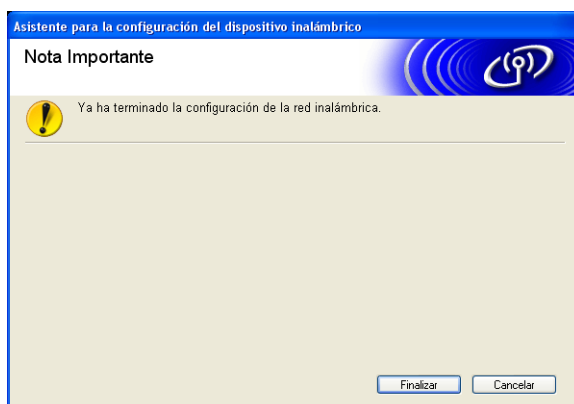 Asistente para la configuración del dispositivo inalámbrico
Nota Importante
Ya ha terminado la configuración de la red inalámbrica.
Finalizar
Cancelar